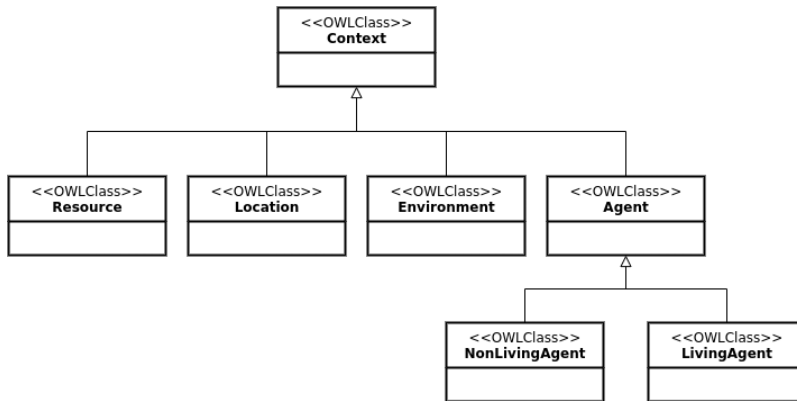 <<OWLClass>>
Context
<<OWLClass>>
Resource
<<OWLClass>>
Location
<<OWLClass>>
Environment
<<OWLClass>>
Agent
<<OWLClass>>
NonLivingAgent
<<OWLClass>>
LivingAgent